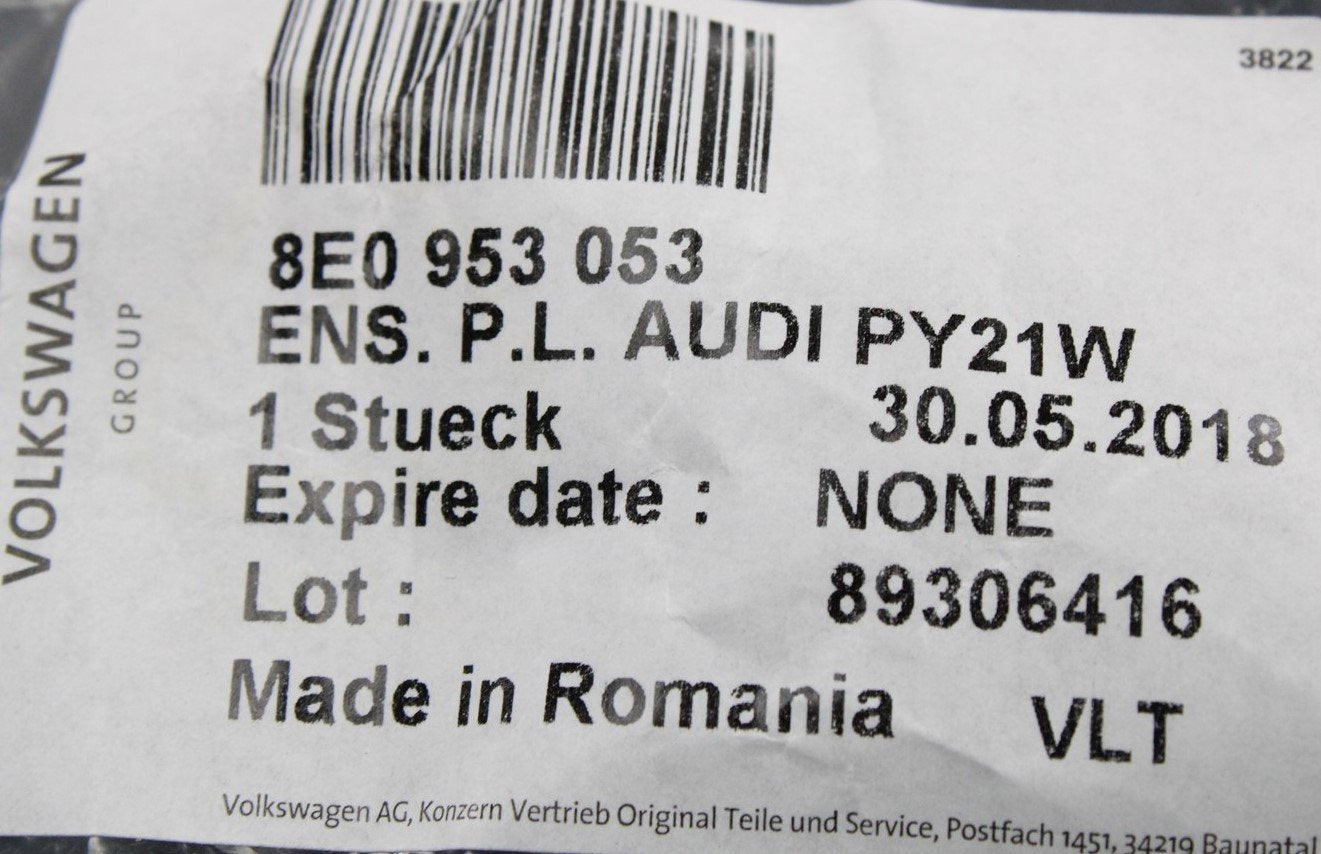 3822
VOLKSWAGEN
GROUP
8E0 953 053
ENS. P.L. AUDI PY21W
1 Stueck 30.05.2018
Expire date : NONE
Lot : 89306416
Made in Romania VLT
Volkswagen AG, Konzern Vertrieb Original Teile und Service, Postfach 1451, 34219 Baunatal